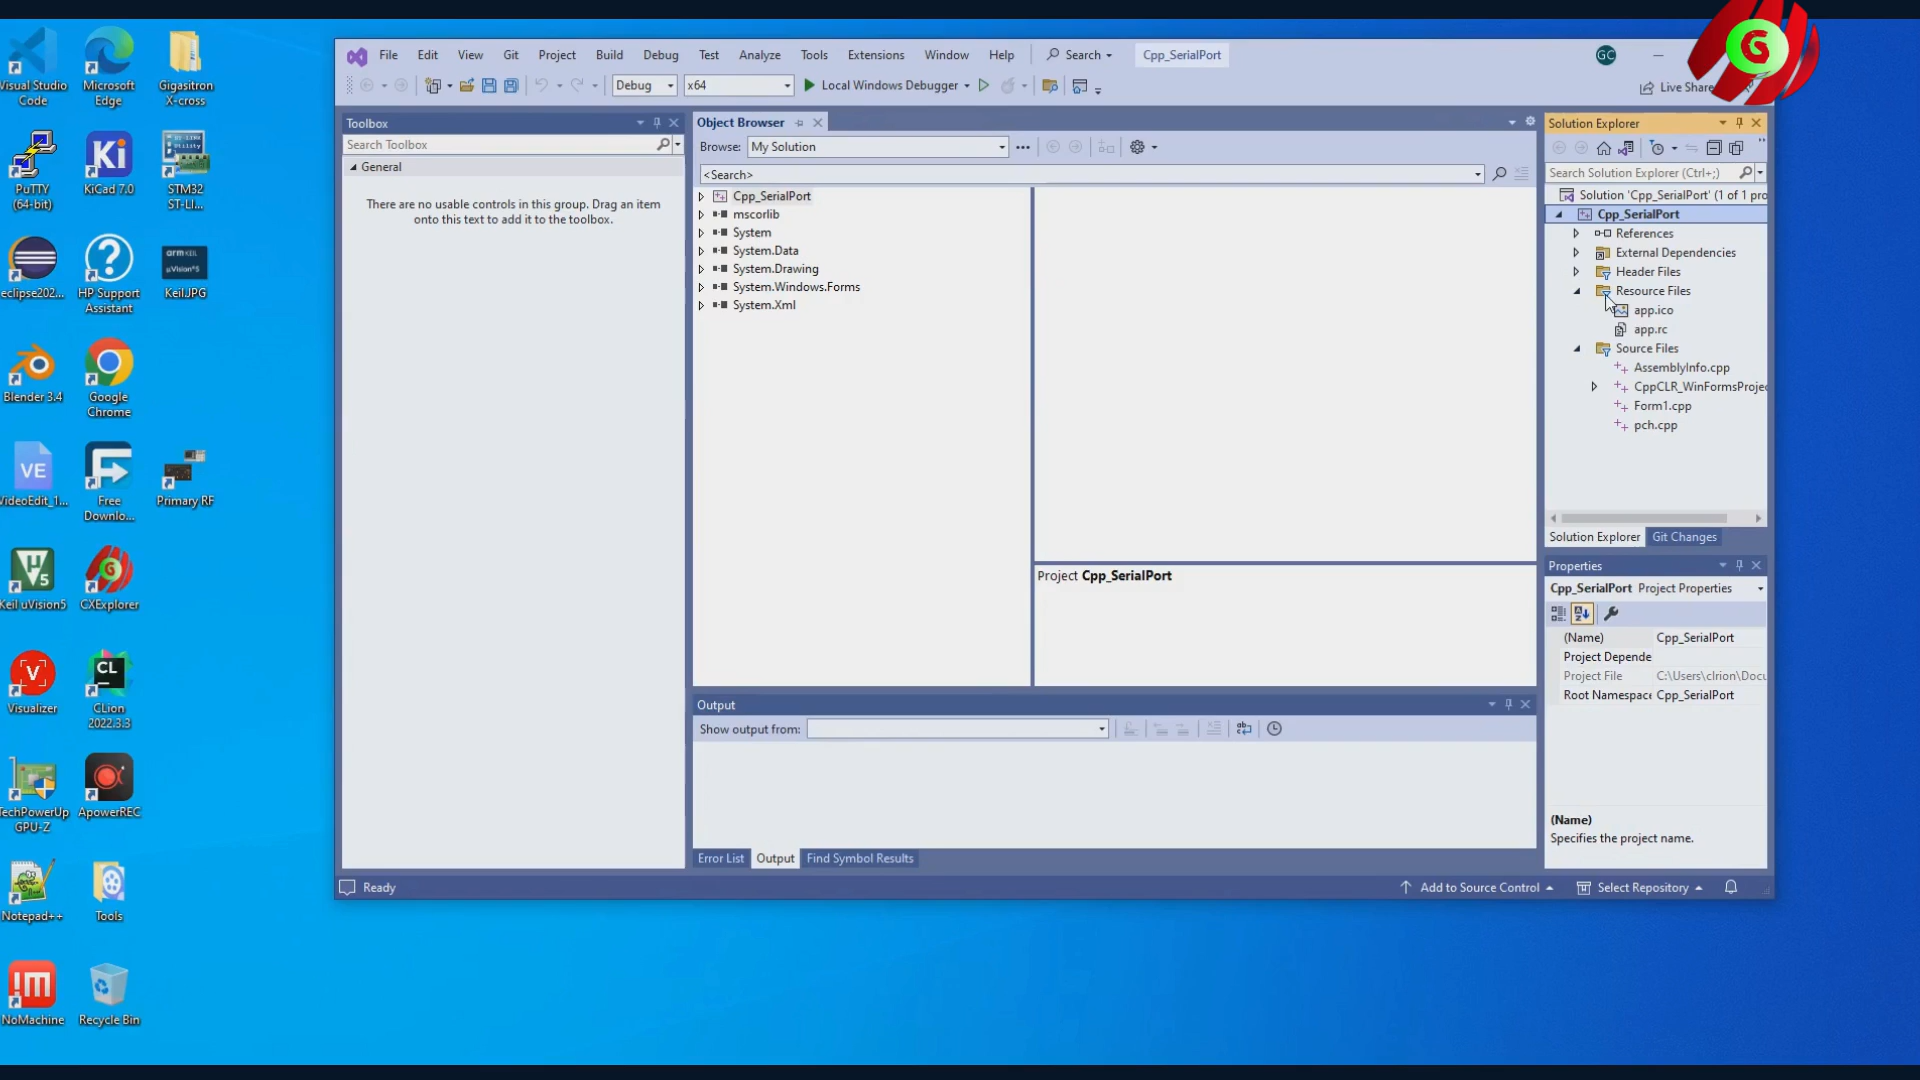 Visual Studio
Code
Microsoft
Edge
Gigasitron
X-cross
PuTTY
(64-bit)
KiCad 7.0
STM32
ST-LI...
eclipse202...
HP Support
Assistant
Keil.JPG
Blender 3.4
Google
Chrome
VideoEdit_1...
Free
Downlo...
Primary RF
Keil uVision5
CXExplorer
Visualizer
CLion
2022.3.3
TechPowerUp
GPU-Z
ApowerREC
Notepad++
Tools
NoMachine
Recycle Bin
File Edit View Git Project Build Debug Test Analyze Tools Extensions Window Help Search Cpp_SerialPort GC
Debug x64 Local Windows Debugger Live Share
Toolbox
Search Toolbox
General
There are no usable controls in this group. Drag an item
onto this text to add it to the toolbox.
Object Browser
Browse: My Solution
<Search>
Cpp_SerialPort
mscorlib
System
System.Data
System.Drawing
System.Windows.Forms
System.Xml
Project Cpp_SerialPort
Output
Show output from:
Error List Output Find Symbol Results
Solution Explorer
Search Solution Explorer (Ctrl+;)
Solution 'Cpp_SerialPort' (1 of 1 pro
Cpp_SerialPort
References
External Dependencies
Header Files
Resource Files
app.ico
app.rc
Source Files
AssemblyInfo.cpp
CppCLR_WinFormsProjec
Form1.cpp
pch.cpp
Solution Explorer Git Changes
Properties
Cpp_SerialPort Project Properties
(Name) Cpp_SerialPort
Project Depende
Project File C:\Users\clrion\Docu
Root Namespace Cpp_SerialPort
(Name)
Specifies the project name.
Ready Add to Source Control Select Repository